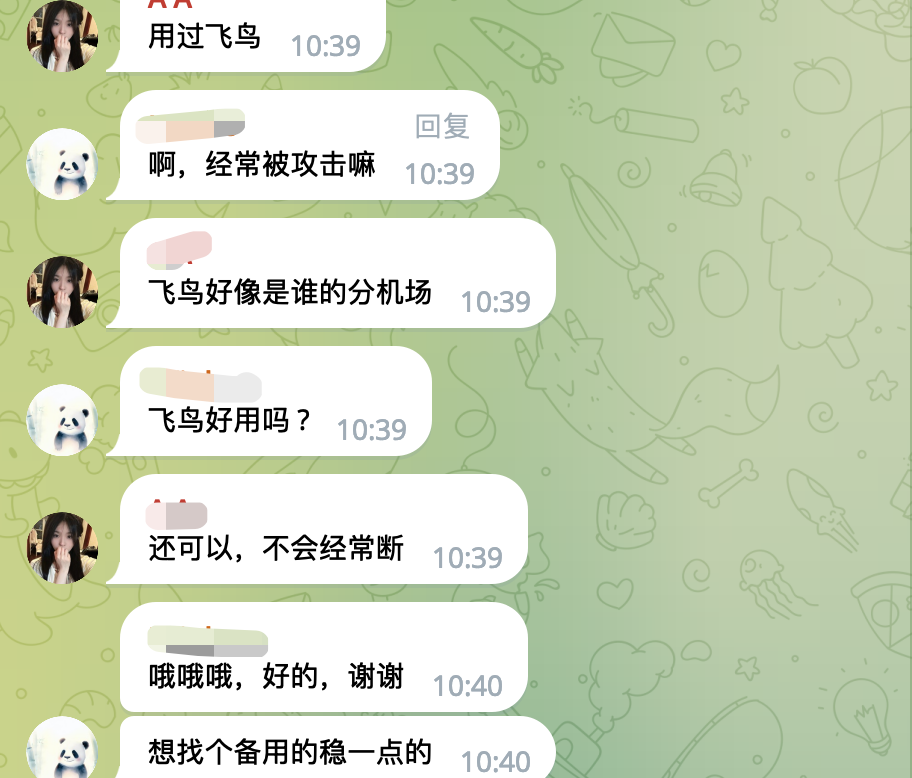 用过飞鸟 10:39
回复
啊，经常被攻击嘛 10:39
飞鸟好像是谁的分机场 10:39
飞鸟好用吗？ 10:39
还可以，不会经常断 10:39
哦哦哦，好的，谢谢 10:40
想找个备用的稳一点的 10:40